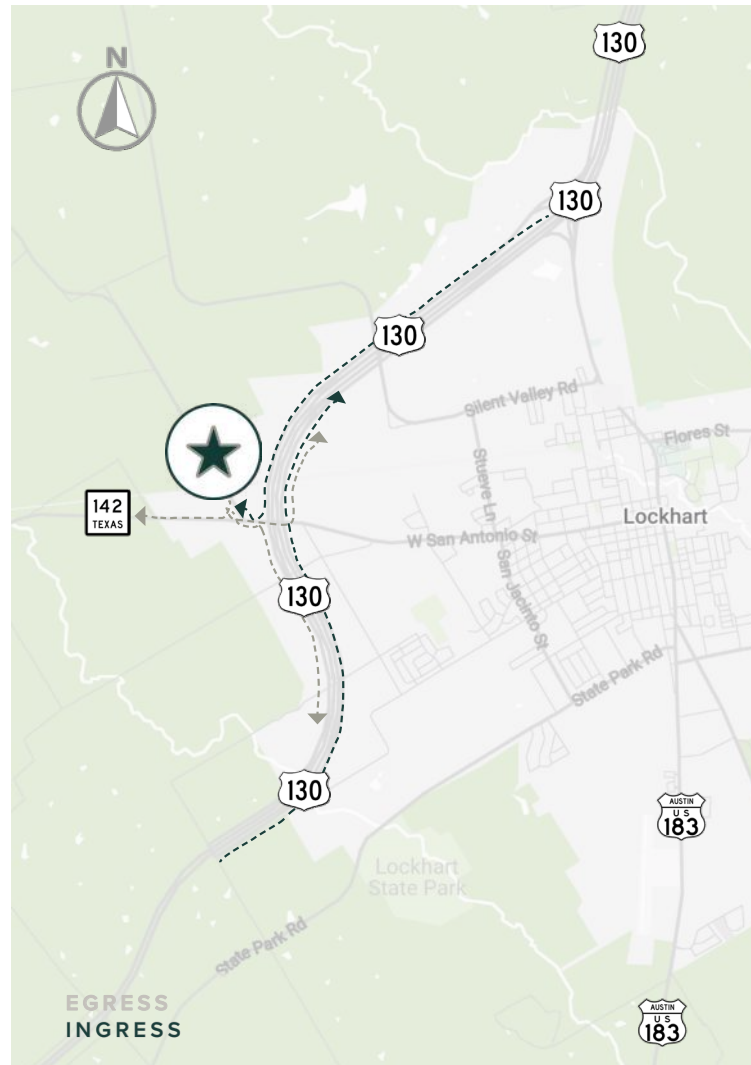 N
130
130
130
Silent Valley Rd
Flores St
Stueve Ln
142
TEXAS
Lockhart
W San Antonio St
San Jacinto St
130
State Park Rd
130
AUSTIN
US
183
Lockhart
State Park
State Park Rd
EGRESS
INGRESS
AUSTIN
US
183